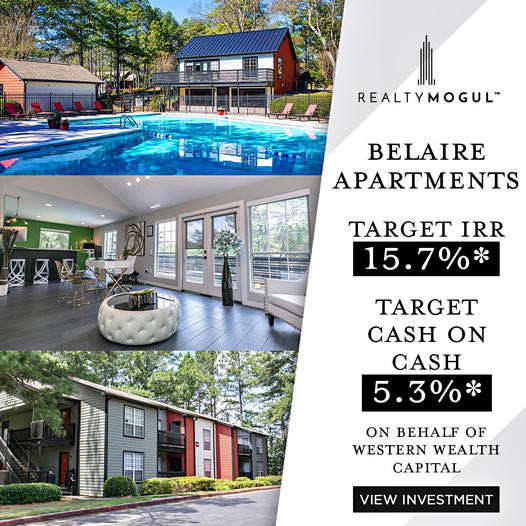 REALTYMOGUL™
BELAIRE
APARTMENTS
TARGET IRR
15.7%*
TARGET
CASH ON
CASH
5.3%*
ON BEHALF OF
WESTERN WEALTH
CAPITAL
VIEW INVESTMENT